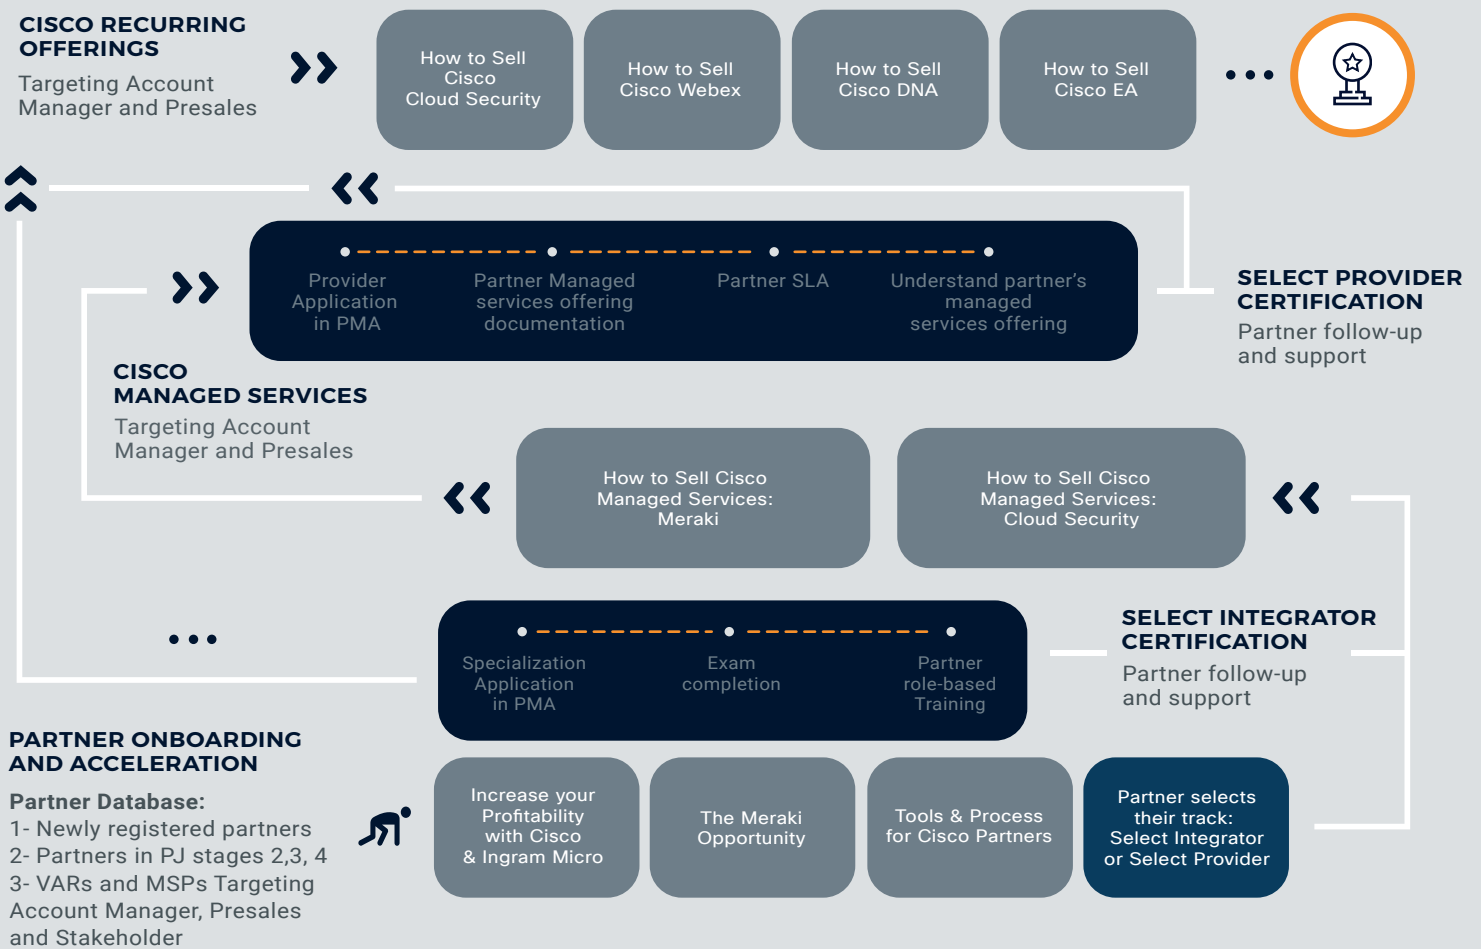 CISCO RECURRING
OFFERINGS
Targeting Account
Manager and Presales
How to Sell
Cisco
Cloud Security
How to Sell
Cisco Webex
How to Sell
Cisco DNA
How to Sell
Cisco EA
Provider
Application
in PMA
Partner Managed
services offering
documentation
Partner SLA
Understand partner's
managed
services offering
SELECT PROVIDER
CERTIFICATION
Partner follow-up
and support
CISCO
MANAGED SERVICES
Targeting Account
Manager and Presales
How to Sell Cisco
Managed Services:
Meraki
How to Sell Cisco
Managed Services:
Cloud Security
Specialization
Application
in PMA
Exam
completion
Partner
role-based
Training
SELECT INTEGRATOR
CERTIFICATION
Partner follow-up
and support
PARTNER ONBOARDING
AND ACCELERATION
Partner Database:
1- Newly registered partners
2- Partners in PJ stages 2,3, 4
3- VARs and MSPs Targeting
Account Manager, Presales
and Stakeholder
Increase your
Profitability
with Cisco
& Ingram Micro
The Meraki
Opportunity
Tools & Process
for Cisco Partners
Partner selects
their track:
Select Integrator
or Select Provider